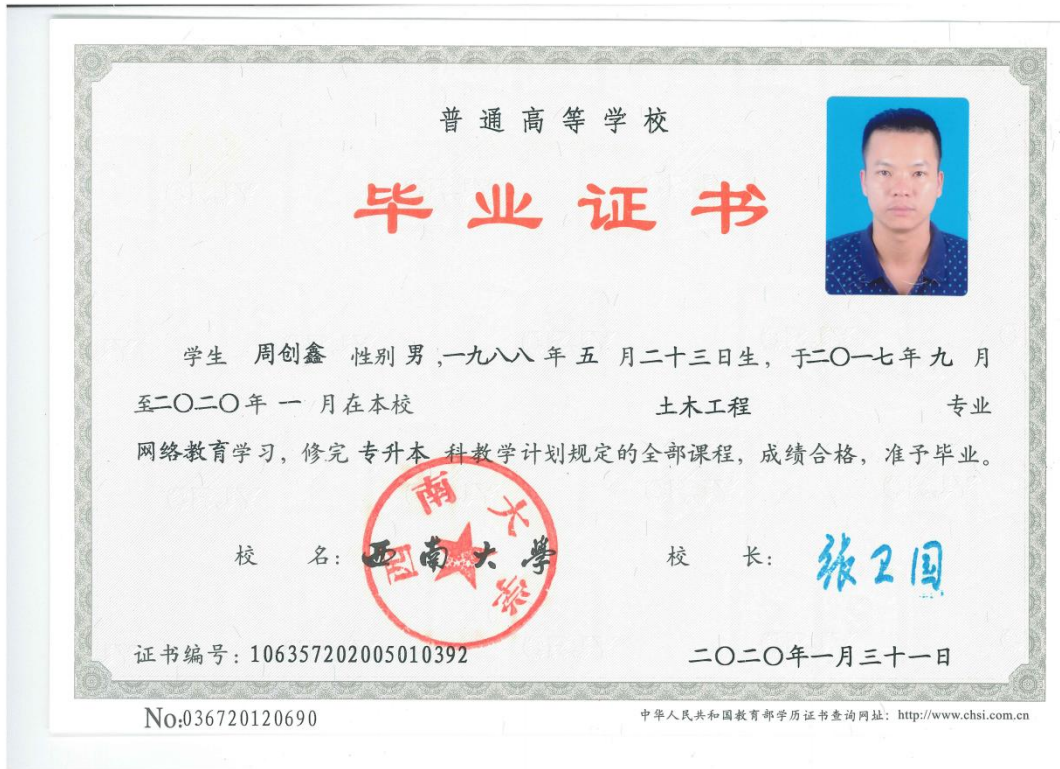 普通高等学校
毕业证书
学生 周创鑫 性别 男 ,一九八八 年 五 月二十三日生，于二〇一七年 九 月
至二〇二〇年 一 月在本校 土木工程 专业
网络教育学习，修完 专升本 科教学计划规定的全部课程，成绩合格，准予毕业。
校 名：西南大學 校 长：张卫国
西南大学
证书编号：106357202005010392 二〇二〇年一月三十一日
No:036720120690 中华人民共和国教育部学历证书查询网址：http://www.chsi.com.cn